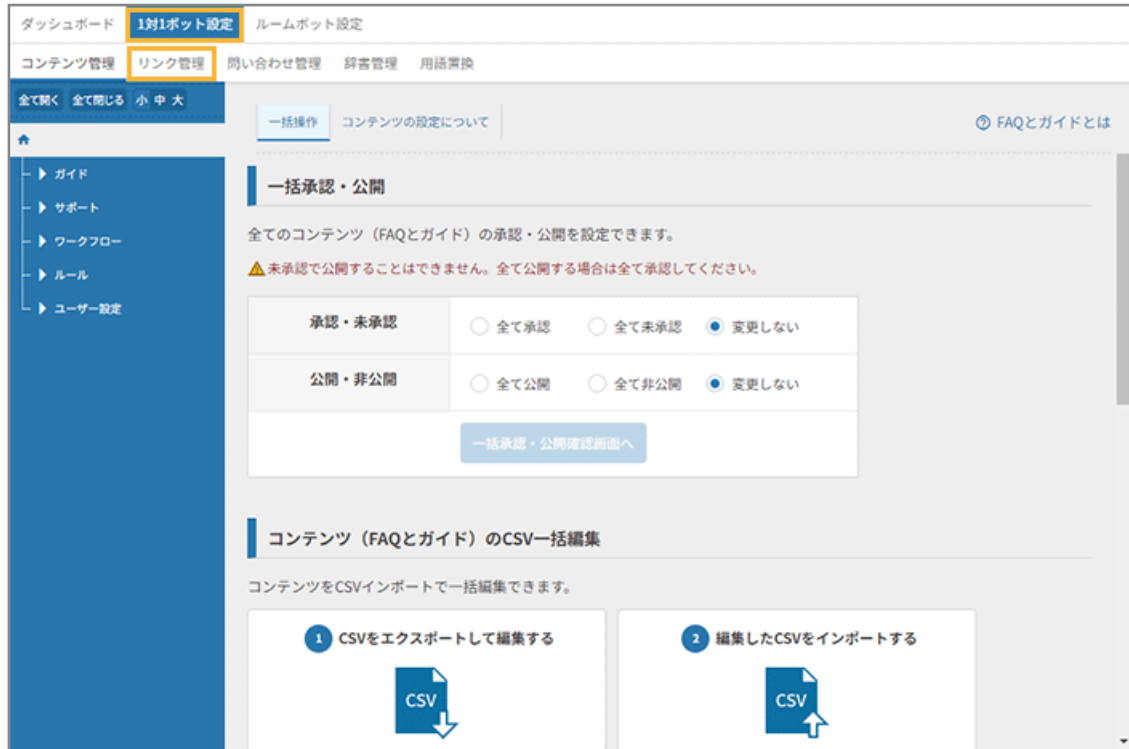 ダッシュボード 1対1ボット設定 ルームボット設定
コンテンツ管理 リンク管理 問い合わせ管理 辞書管理 用語置換
全て開く 全て閉じる 小 中 大
一括操作 コンテンツの設定について FAQとガイドとは
ガイド
サポート
ワークフロー
ルール
ユーザー設定
一括承認・公開
全てのコンテンツ（FAQとガイド）の承認・公開を設定できます。
未承認で公開することはできません。全て公開する場合は全て承認してください。
承認・未承認 全て承認 全て未承認 変更しない
公開・非公開 全て公開 全て非公開 変更しない
一括承認・公開確認画面へ
コンテンツ（FAQとガイド）のCSV一括編集
コンテンツをCSVインポートで一括編集できます。
1 CSVをエクスポートして編集する 2 編集したCSVをインポートする
CSV CSV